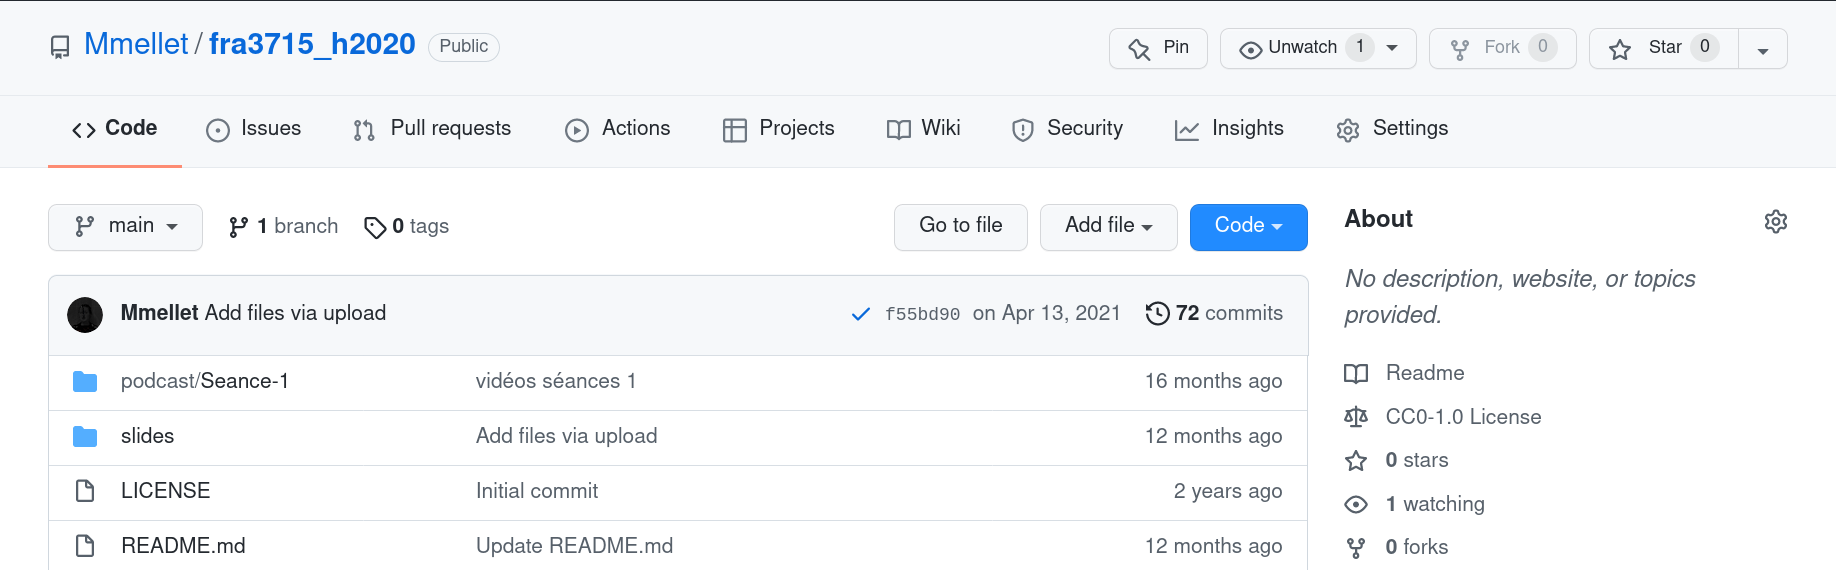 Mmellet / fra3715_h2020 Public Pin Unwatch 1 Fork 0 Star 0
Code Issues Pull requests Actions Projects Wiki Security Insights Settings
main 1 branch 0 tags Go to file Add file Code
Mmellet Add files via upload f55bd90 on Apr 13, 2021 72 commits
podcast/Seance-1 vidéos séances 1 16 months ago
slides Add files via upload 12 months ago
LICENSE Initial commit 2 years ago
README.md Update README.md 12 months ago
About
No description, website, or topics
provided.
Readme
CC0-1.0 License
0 stars
1 watching
0 forks